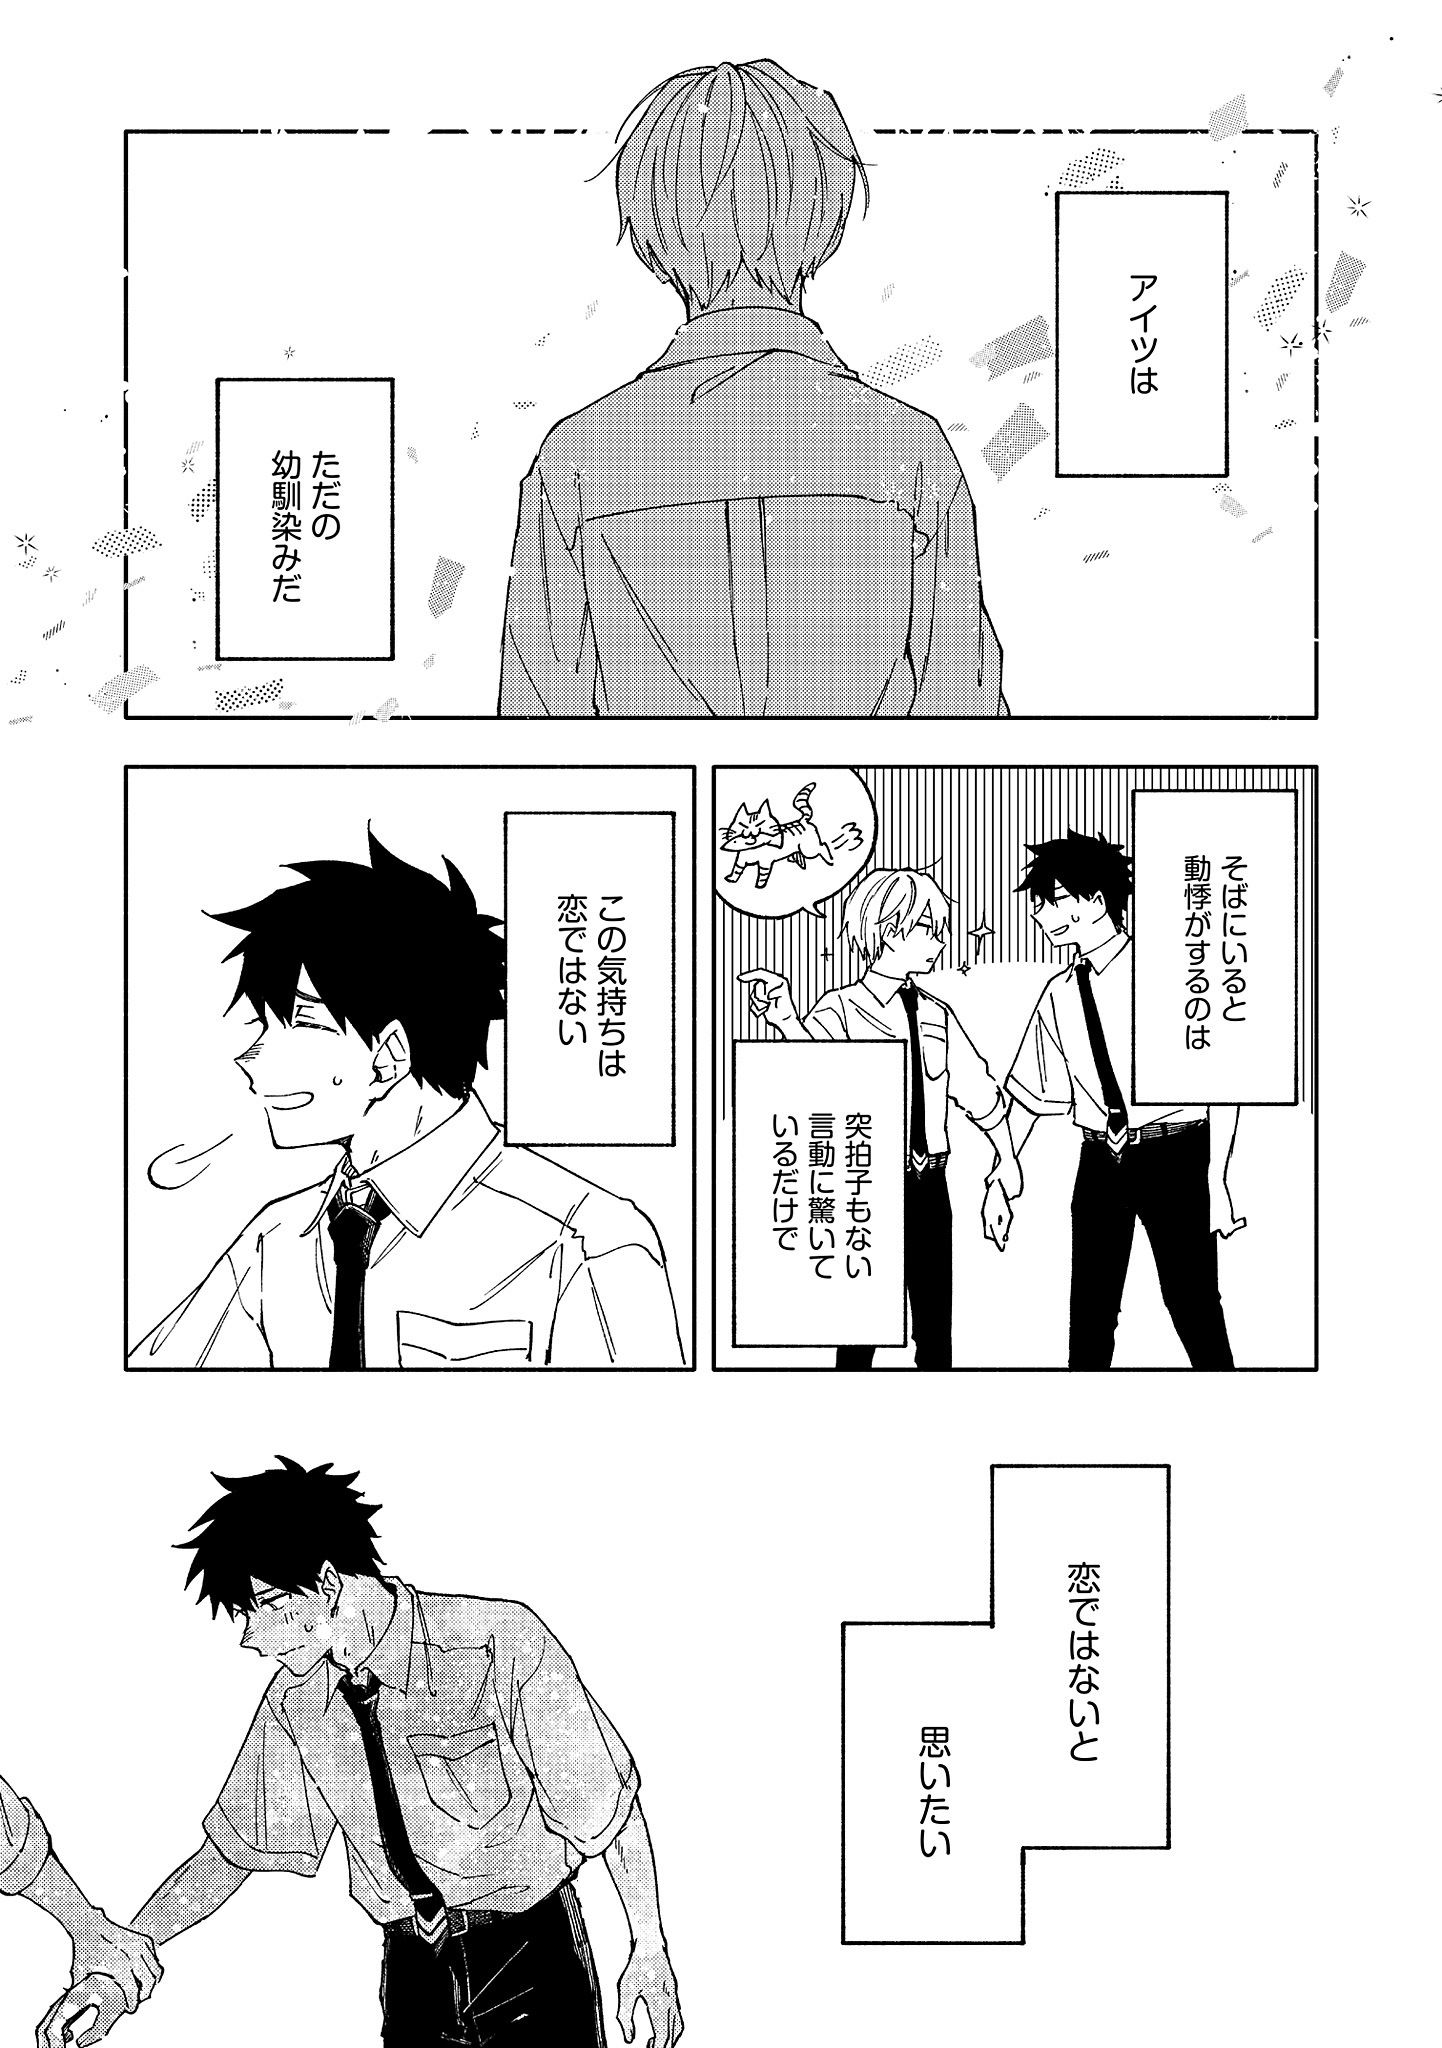 アイツは
ただの
幼馴染みだ
そばにいると
動悸がするのは
突拍子もない
言動に驚いて
いるだけで
この気持ちは
恋ではない
恋ではないと
思いたい